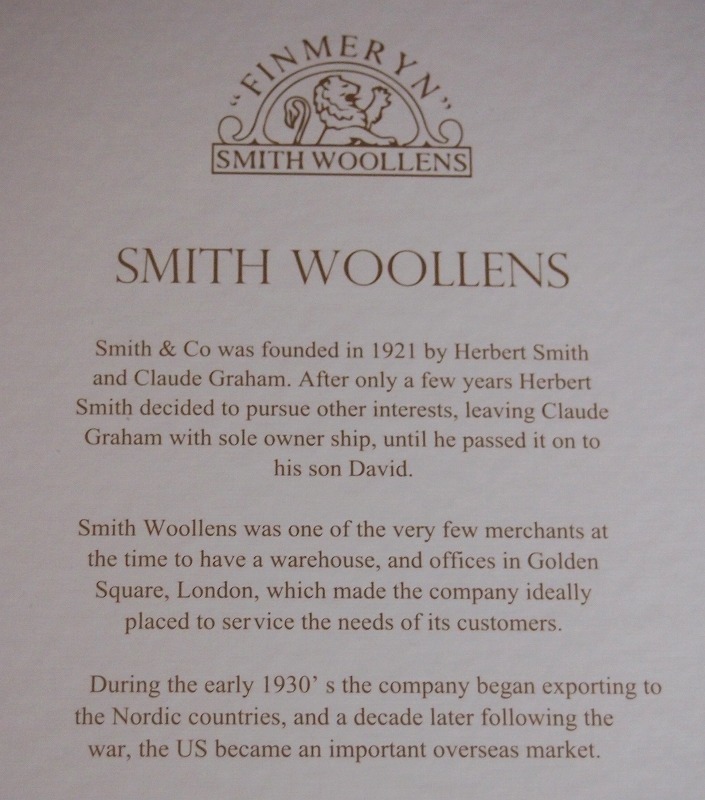 “FINMERYN”
SMITH WOOLLENS
SMITH WOOLLENS
Smith & Co was founded in 1921 by Herbert Smith
and Claude Graham. After only a few years Herbert
Smith decided to pursue other interests, leaving Claude
Graham with sole owner ship, until he passed it on to
his son David.
Smith Woollens was one of the very few merchants at
the time to have a warehouse, and offices in Golden
Square, London, which made the company ideally
placed to service the needs of its customers.
During the early 1930’ s the company began exporting to
the Nordic countries, and a decade later following the
war, the US became an important overseas market.